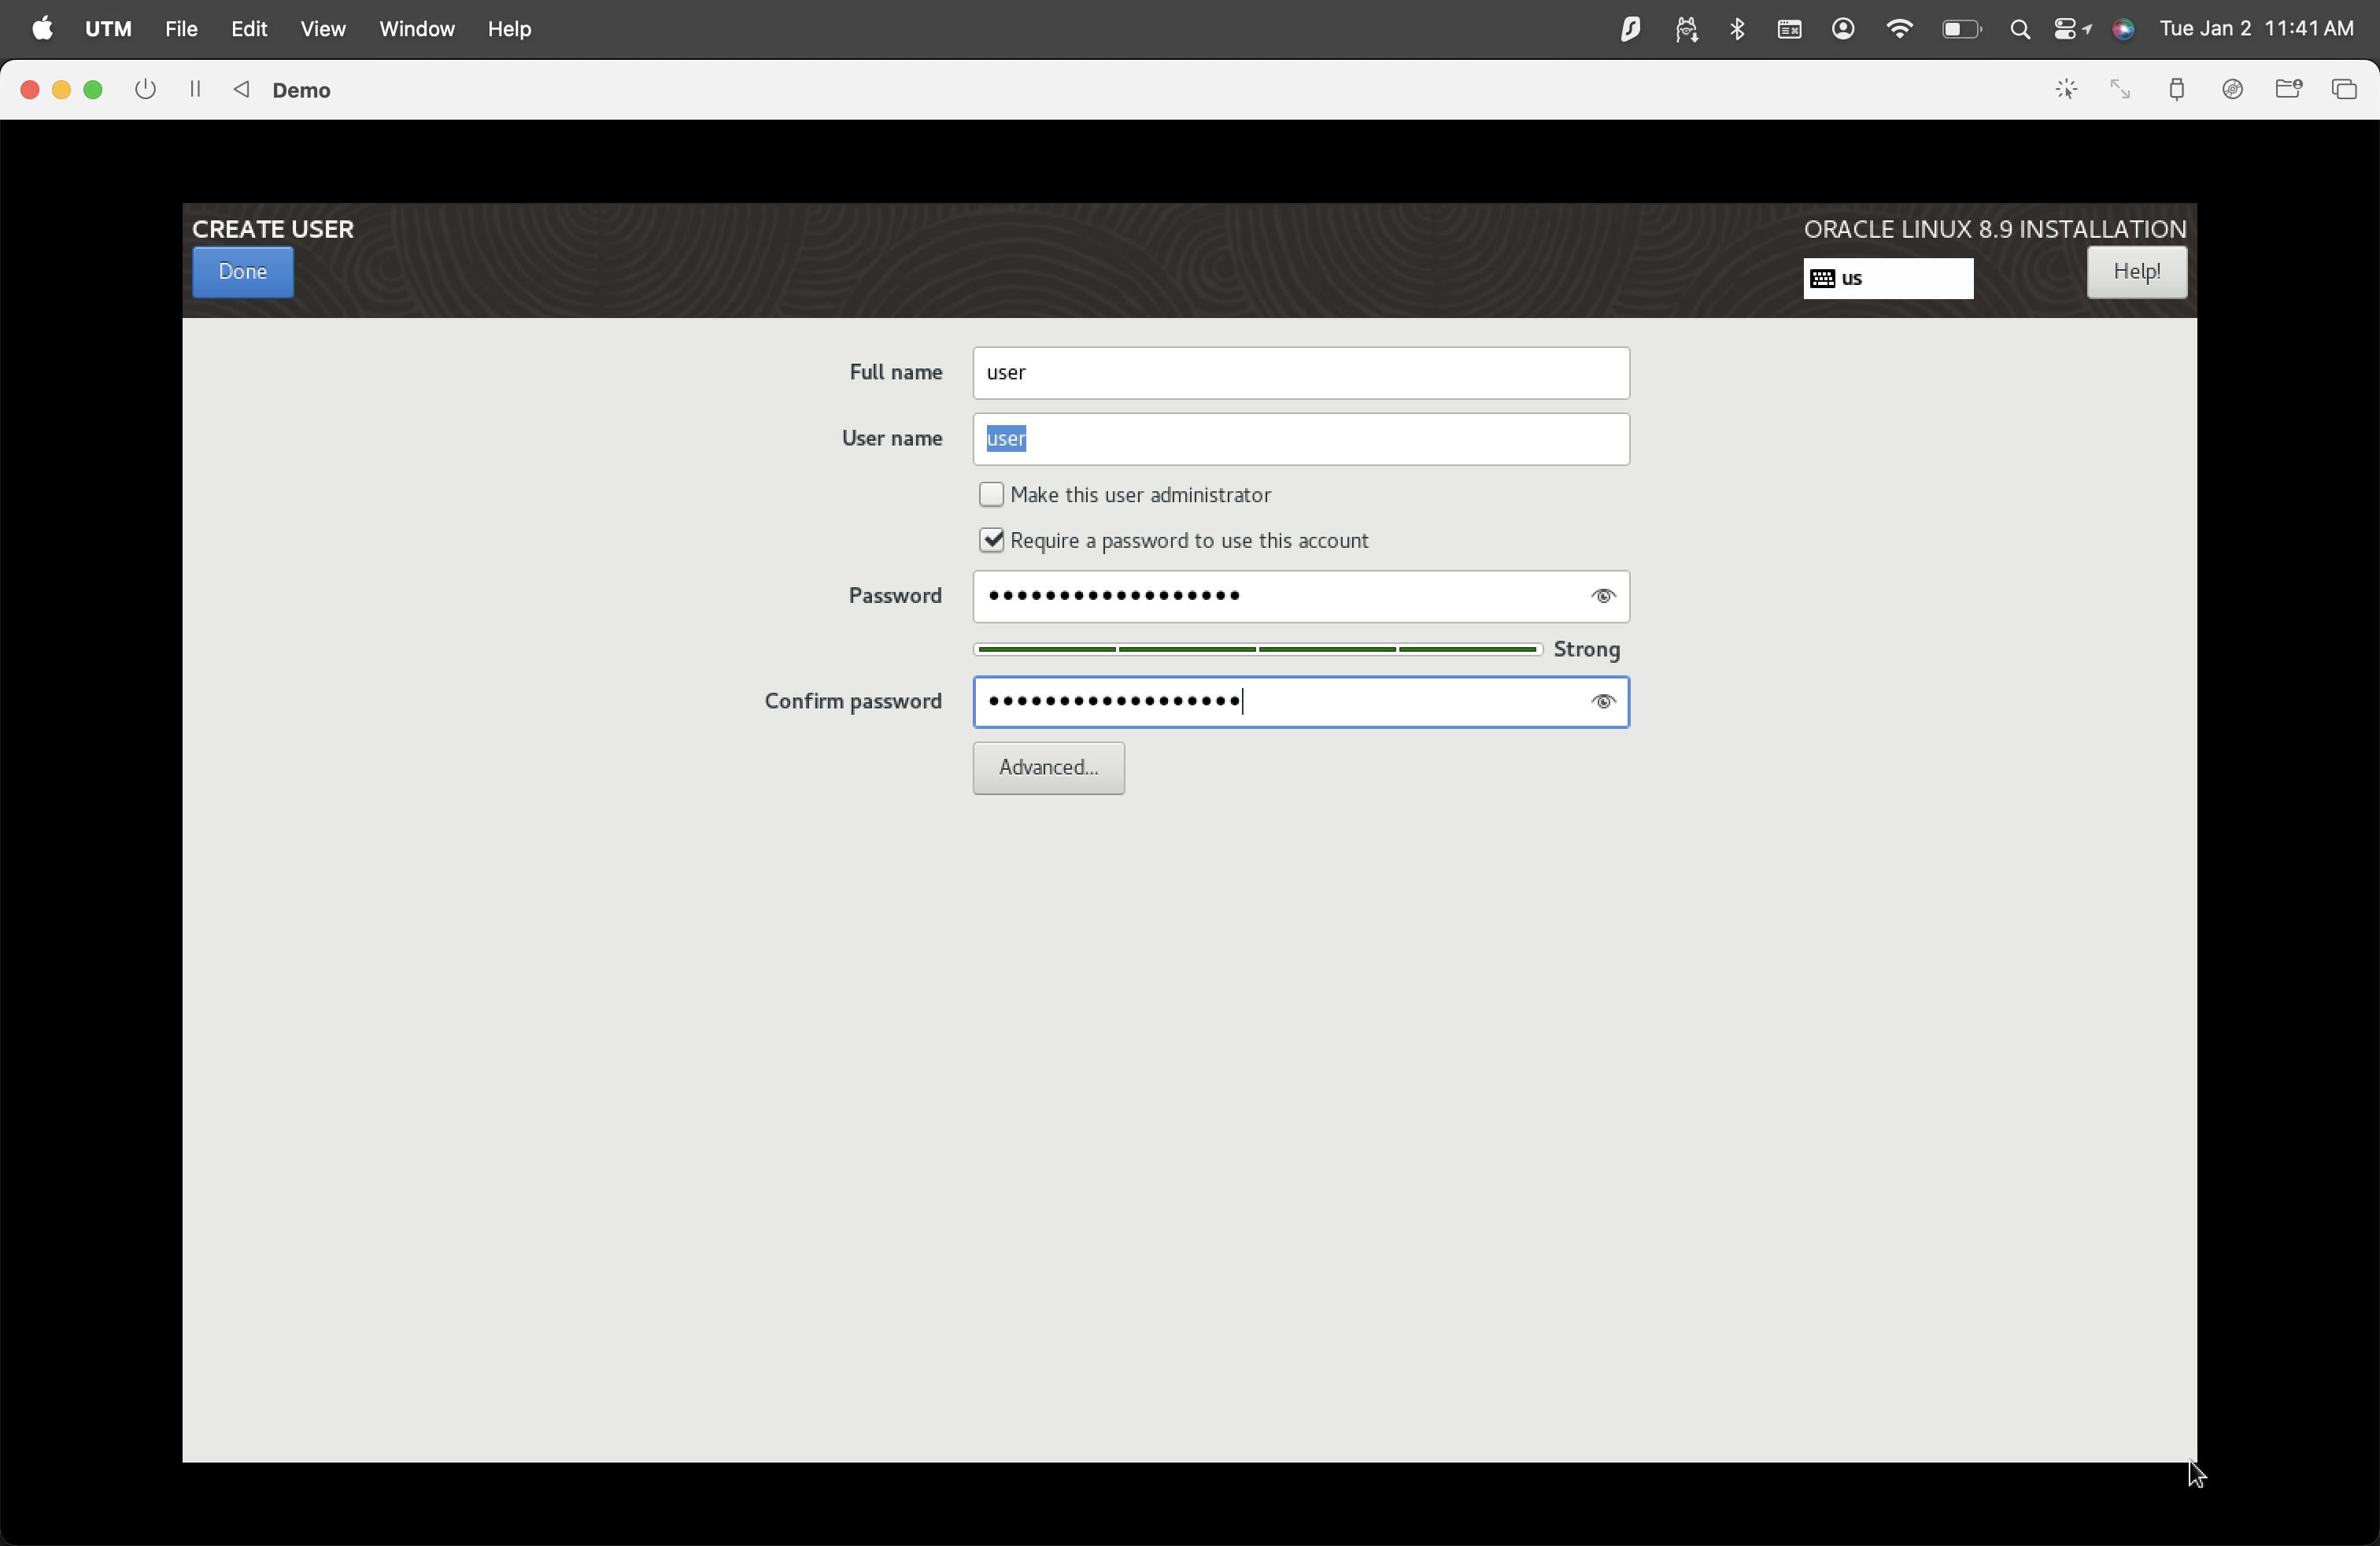 UTM File Edit View Window Help Tue Jan 2 11:41 AM
Demo
CREATE USER ORACLE LINUX 8.9 INSTALLATION
Done us Help!
Full name user
User name user
Make this user administrator
Require a password to use this account
Password ••••••••••••••••••
Strong
Confirm password ••••••••••••••••••
Advanced...